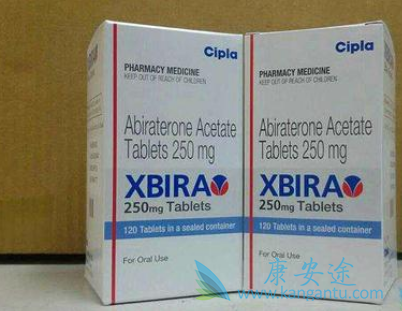 Cipla
PHARMACY MEDICINE
KEEP OUT OF REACH OF CHILDREN
Abiraterone Acetate
Tablets 250 mg
XBIRA
250mg Tablets
120 Tablets in a sealed container
For Oral Use
Cipla
PHARMACY MEDICINE
KEEP OUT OF REACH OF CHILDREN
Abiraterone Acetate
Tablets 250 mg
XBIRA
250mg Tablets
120 Tablets in a sealed container
For Oral Use
康安途
www.kangantu.com